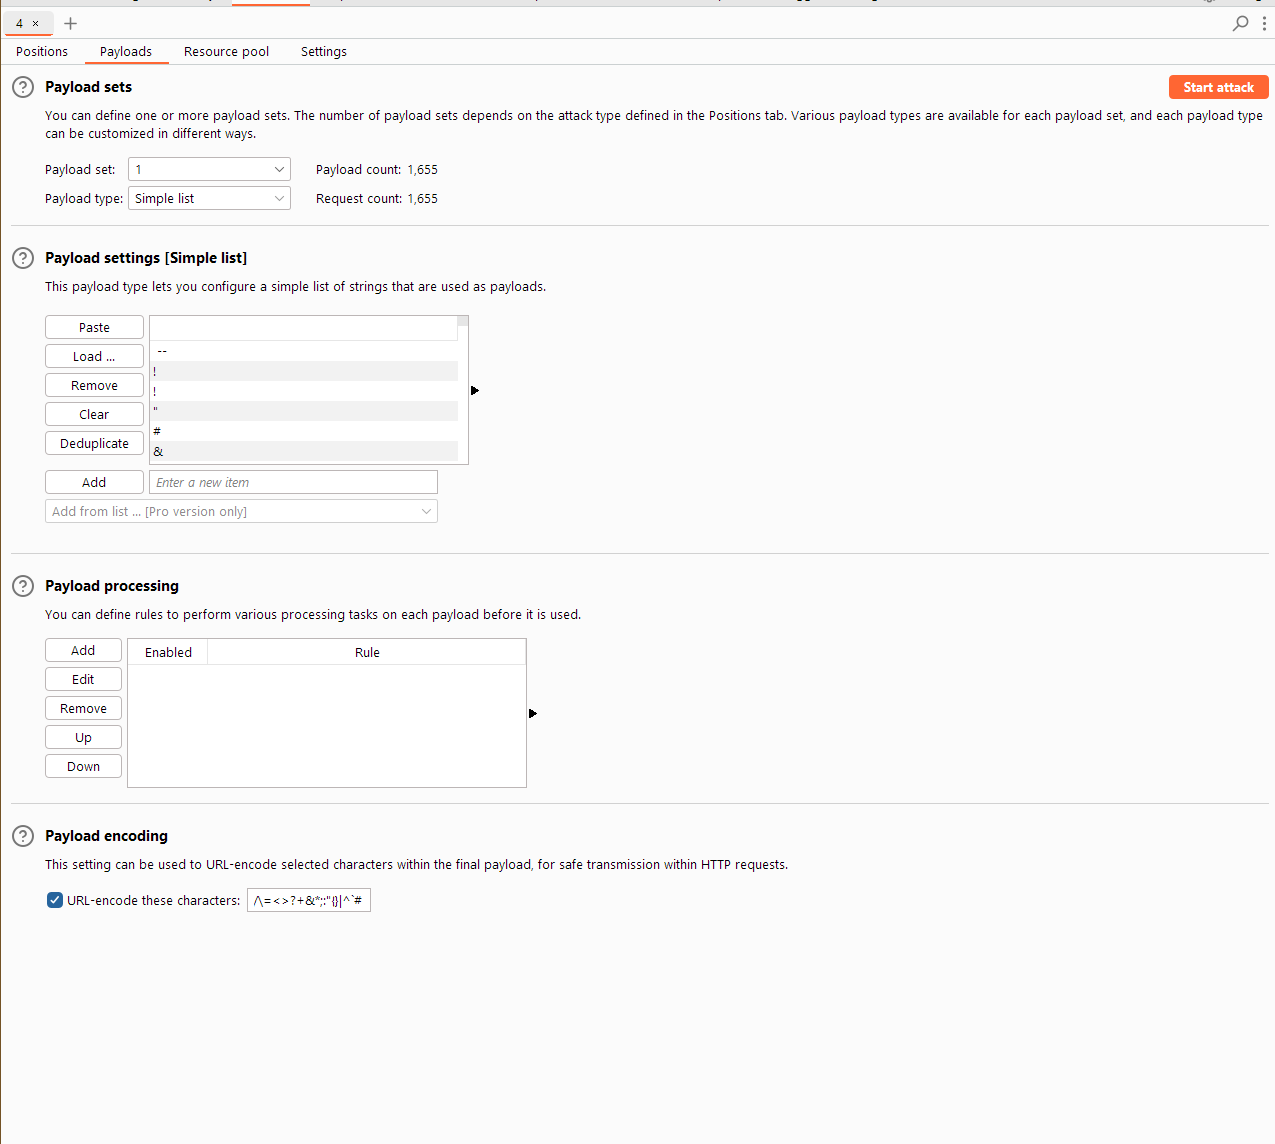 4 × +
Positions Payloads Resource pool Settings
Payload sets
Start attack
You can define one or more payload sets. The number of payload sets depends on the attack type defined in the Positions tab. Various payload types are available for each payload set, and each payload type
can be customized in different ways.
Payload set: 1 Payload count: 1,655
Payload type: Simple list Request count: 1,655
Payload settings [Simple list]
This payload type lets you configure a simple list of strings that are used as payloads.
Paste
Load ...
Remove
Clear
Deduplicate
--
!
!
"
#
&
Add Enter a new item
Add from list ... [Pro version only]
Payload processing
You can define rules to perform various processing tasks on each payload before it is used.
Add
Edit
Remove
Up
Down
Enabled Rule
Payload encoding
This setting can be used to URL-encode selected characters within the final payload, for safe transmission within HTTP requests.
URL-encode these characters: /\=<>?+&*;:"{}|^`#